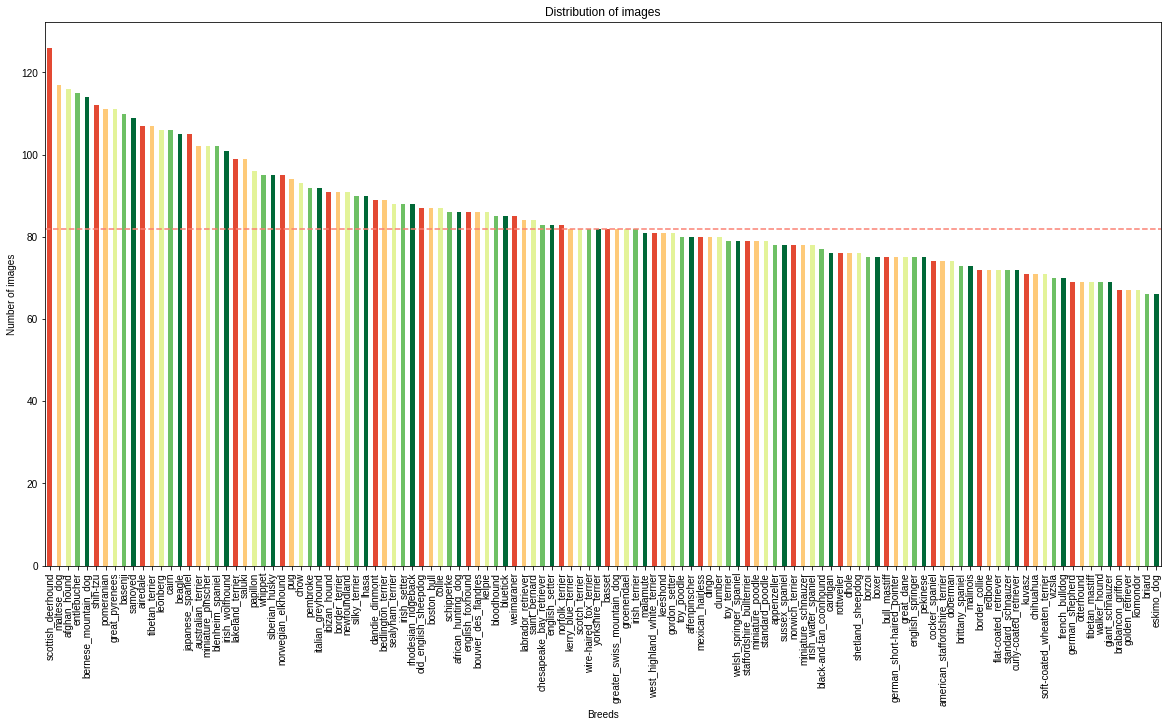 Distribution of images
Number of images
120
100
80
60
40
20
0
scottish_deerhound
maltese_dog
afghan_hound
entlebucher
bernese_mountain_dog
shih-tzu
pomeranian
great_pyrenees
basenji
samoyed
airedale
tibetan_terrier
leonberg
cairn
beagle
japanese_spaniel
australian_terrier
miniature_pinscher
blenheim_spaniel
irish_wolfhound
lakeland_terrier
saluki
papillon
whippet
siberian_husky
norwegian_elkhound
pug
chow
pembroke
italian_greyhound
ibizan_hound
border_terrier
newfoundland
silky_terrier
lhasa
dandie_dinmont
bedlington_terrier
sealyham_terrier
irish_setter
rhodesian_ridgeback
old_english_sheepdog
boston_bull
collie
schipperke
african_hunting_dog
english_foxhound
bouvier_des_flandres
kelpie
bloodhound
bluetick
weimaraner
labrador_retriever
saint_bernard
chesapeake_bay_retriever
english_setter
norfolk_terrier
kerry_blue_terrier
scotch_terrier
wire-haired_fox_terrier
yorkshire_terrier
basset
greater_swiss_mountain_dog
groenendael
irish_terrier
malamute
west_highland_white_terrier
keeshond
gordon_setter
toy_poodle
affenpinscher
mexican_hairless
dingo
clumber
toy_terrier
welsh_springer_spaniel
staffordshire_bullterrier
miniature_poodle
standard_poodle
appenzeller
sussex_spaniel
norwich_terrier
miniature_schnauzer
irish_water_spaniel
black-and-tan_coonhound
cardigan
rottweiler
dhole
shetland_sheepdog
borzoi
boxer
bull_mastiff
german_short-haired_pointer
great_dane
english_springer
pekinese
cocker_spaniel
american_staffordshire_terrier
doberman
brittany_spaniel
malinois
border_collie
redbone
flat-coated_retriever
standard_schnauzer
curly-coated_retriever
kuvasz
chihuahua
soft-coated_wheaten_terrier
vizsla
french_bulldog
german_shepherd
otterhound
tibetan_mastiff
walker_hound
giant_schnauzer
brabancon_griffon
golden_retriever
komondor
briard
eskimo_dog
Breeds